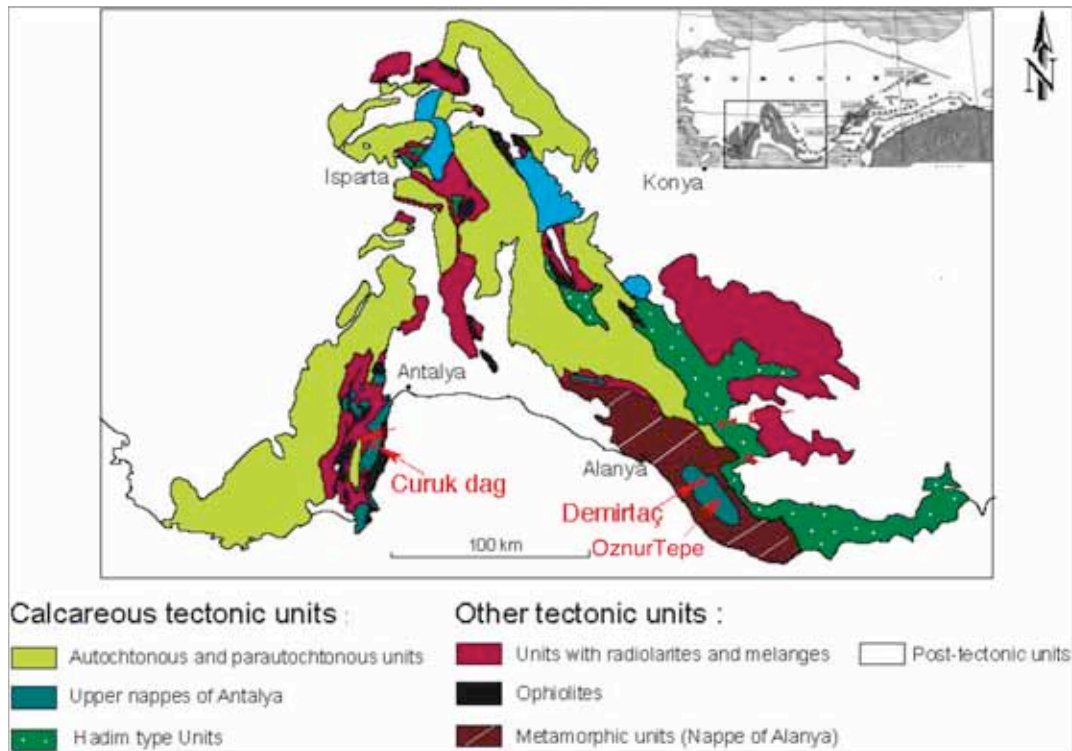 N
Isparta
Konya
Antalya
Curuk dag
Alanya
Demirtaç
OznurTepe
100 km
Calcareous tectonic units :
Autochtonous and parautochtonous units
Upper nappes of Antalya
Hadim type Units
Other tectonic units :
Units with radiolarites and melanges
Ophiolites
Metamorphic units (Nappe of Alanya)
Post-tectonic units